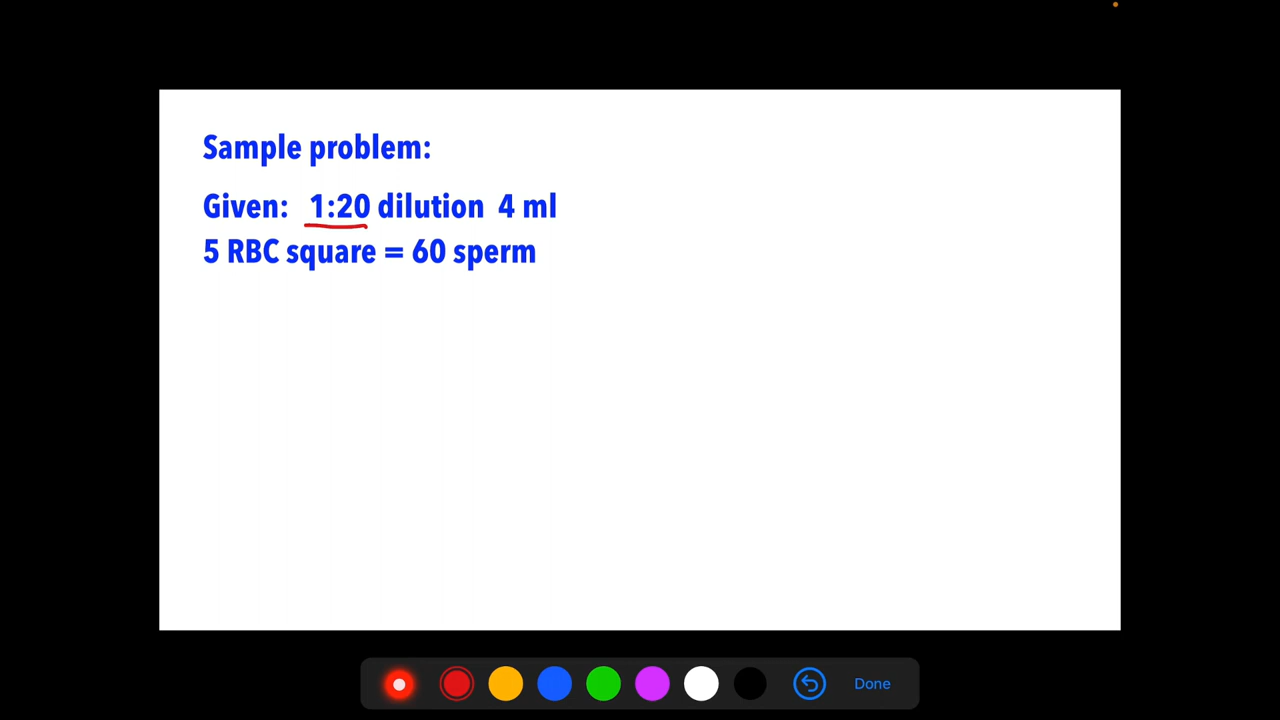 Sample problem:
Given: 1:20 dilution 4 ml
5 RBC square = 60 sperm
Done